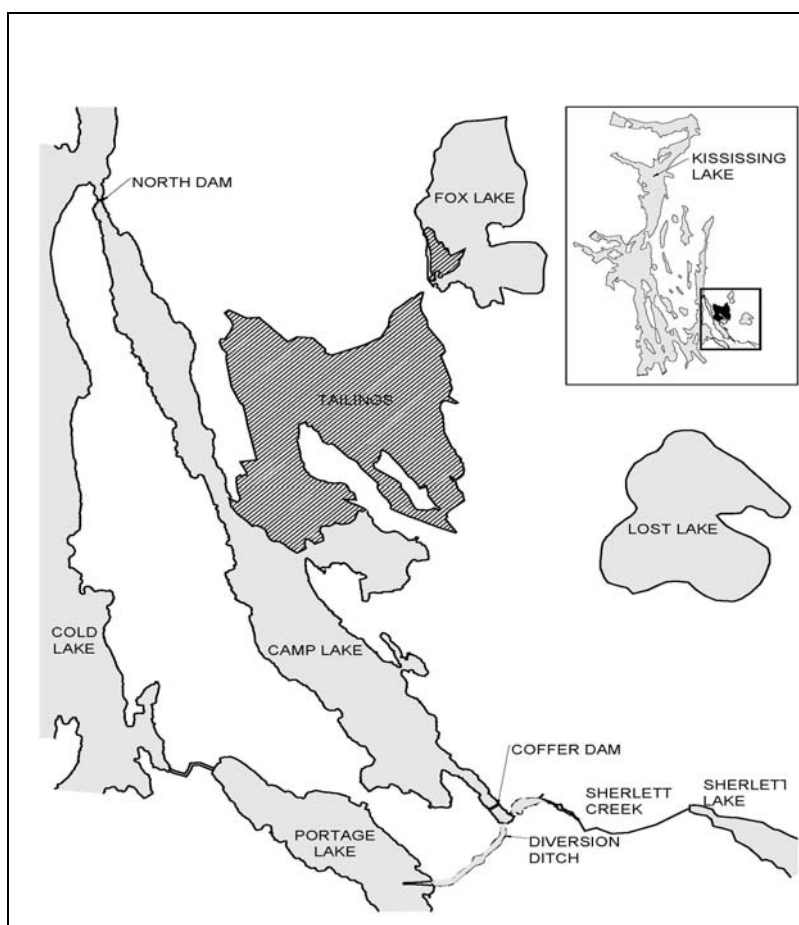 NORTH DAM
FOX LAKE
KISSISSING
LAKE
TAILINGS
LOST LAKE
COLD
LAKE
CAMP LAKE
COFFER DAM
SHERLETT
CREEK
SHERLETT
LAKE
PORTAGE
LAKE
DIVERSION
DITCH